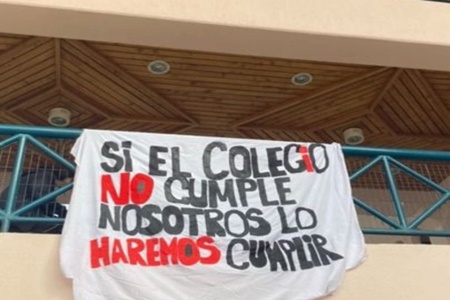 Si EL COLEGiO
NO CUMPLE
NOSOTROS LO
HAREMOS CUMPLIR